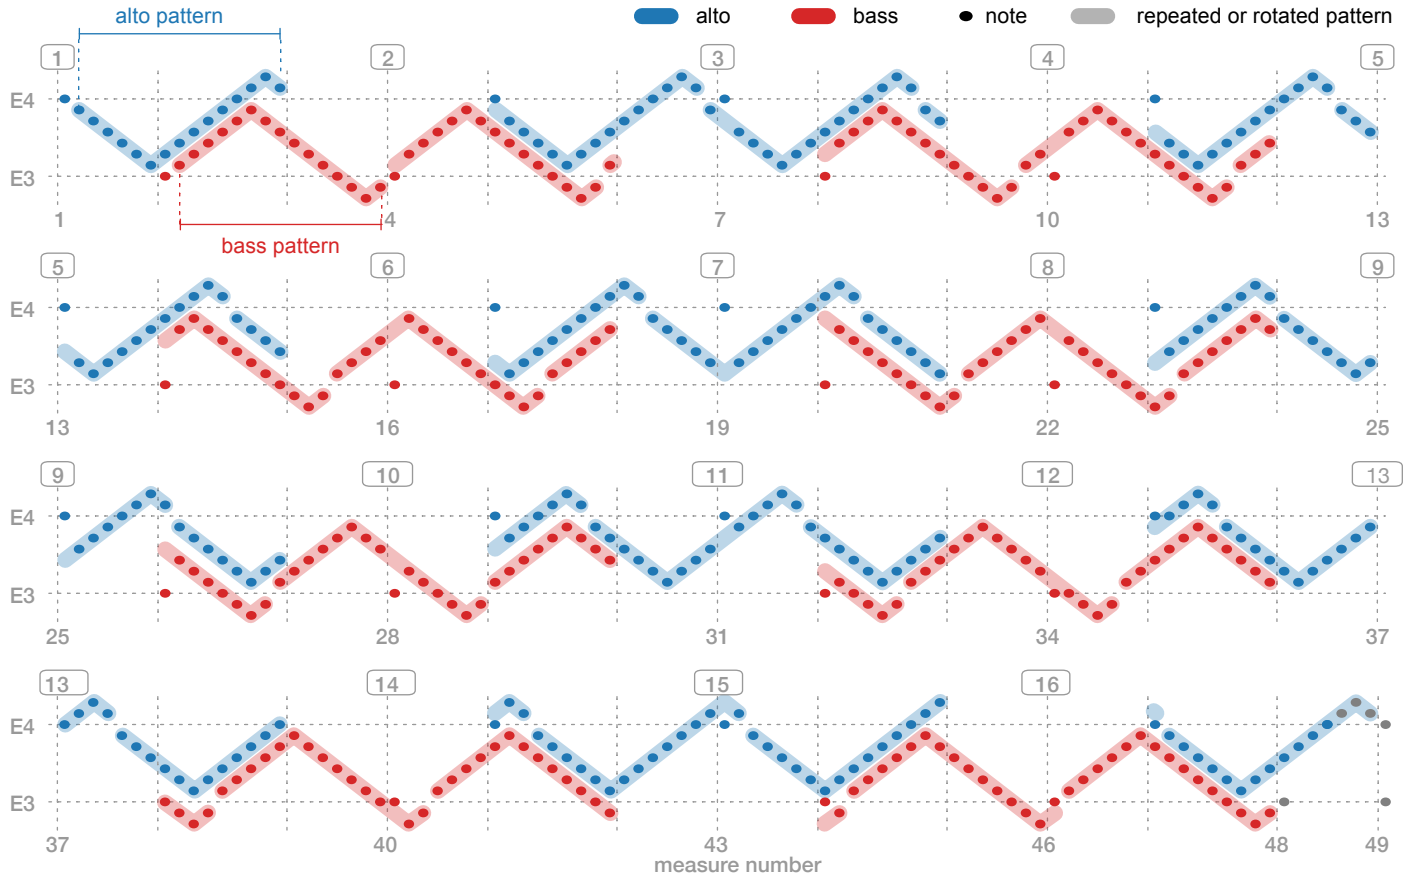 alto pattern alto bass note repeated or rotated pattern
1 2 3 4 5
E4
E3
1 4 7 10 13
bass pattern
5 6 7 8 9
E4
E3
13 16 19 22 25
9 10 11 12 13
E4
E3
25 28 31 34 37
13 14 15 16
E4
E3
37 40 43 46 48 49
measure number